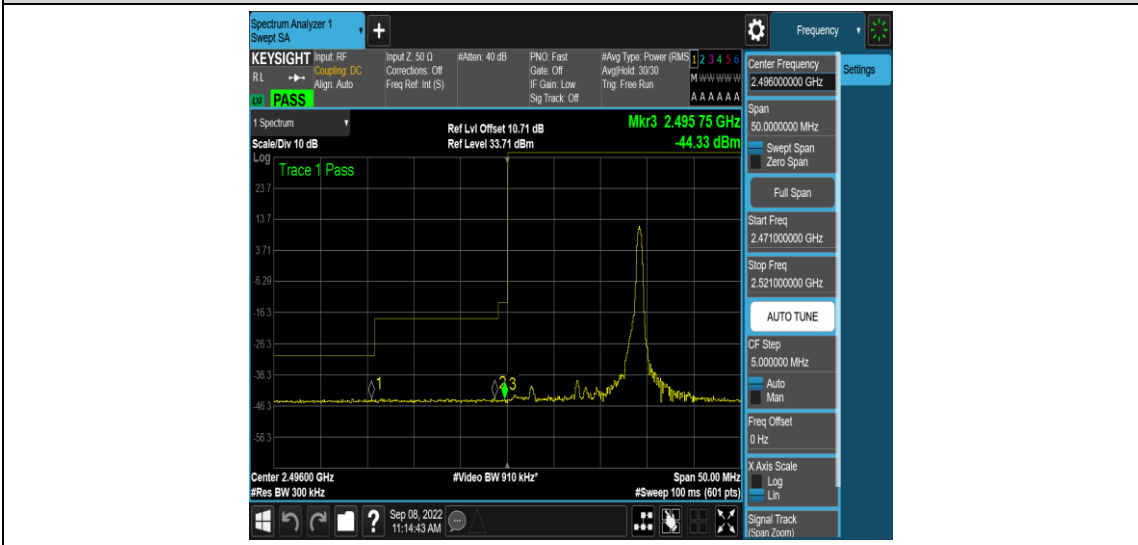 Spectrum Analyzer 1
Swept SA
+
Frequency
KEYSIGHT
RL
PASS
Input: RF
Coupling: DC
Align: Auto
Input Z: 50 Ω
Corrections: Off
Freq Ref: Int (S)
#Atten: 40 dB
PNO: Fast
Gate: Off
IF Gain: Low
Sig Track: Off
#Avg Type: Power (RMS
Avg|Hold: 30/30
Trig: Free Run
1 2 3 4 5 6
M W W W W W
A A A A A A
1 Spectrum
Scale/Div 10 dB
Ref Lvl Offset 10.71 dB
Ref Level 33.71 dBm
Mkr3 2.495 75 GHz
-44.33 dBm
Log
Trace 1 Pass
23.7
13.7
3.71
-6.29
-16.3
-26.3
-36.3
-46.3
-56.3
1
2
3
Center 2.49600 GHz
#Res BW 300 kHz
#Video BW 910 kHz*
Span 50.00 MHz
#Sweep 100 ms (601 pts)
Center Frequency
2.496000000 GHz
Settings
Span
50.0000000 MHz
Swept Span
Zero Span
Full Span
Start Freq
2.471000000 GHz
Stop Freq
2.521000000 GHz
AUTO TUNE
CF Step
5.000000 MHz
Auto
Man
Freq Offset
0 Hz
X Axis Scale
Log
Lin
Signal Track
(Span Zoom)
?
Sep 08, 2022
11:14:43 AM